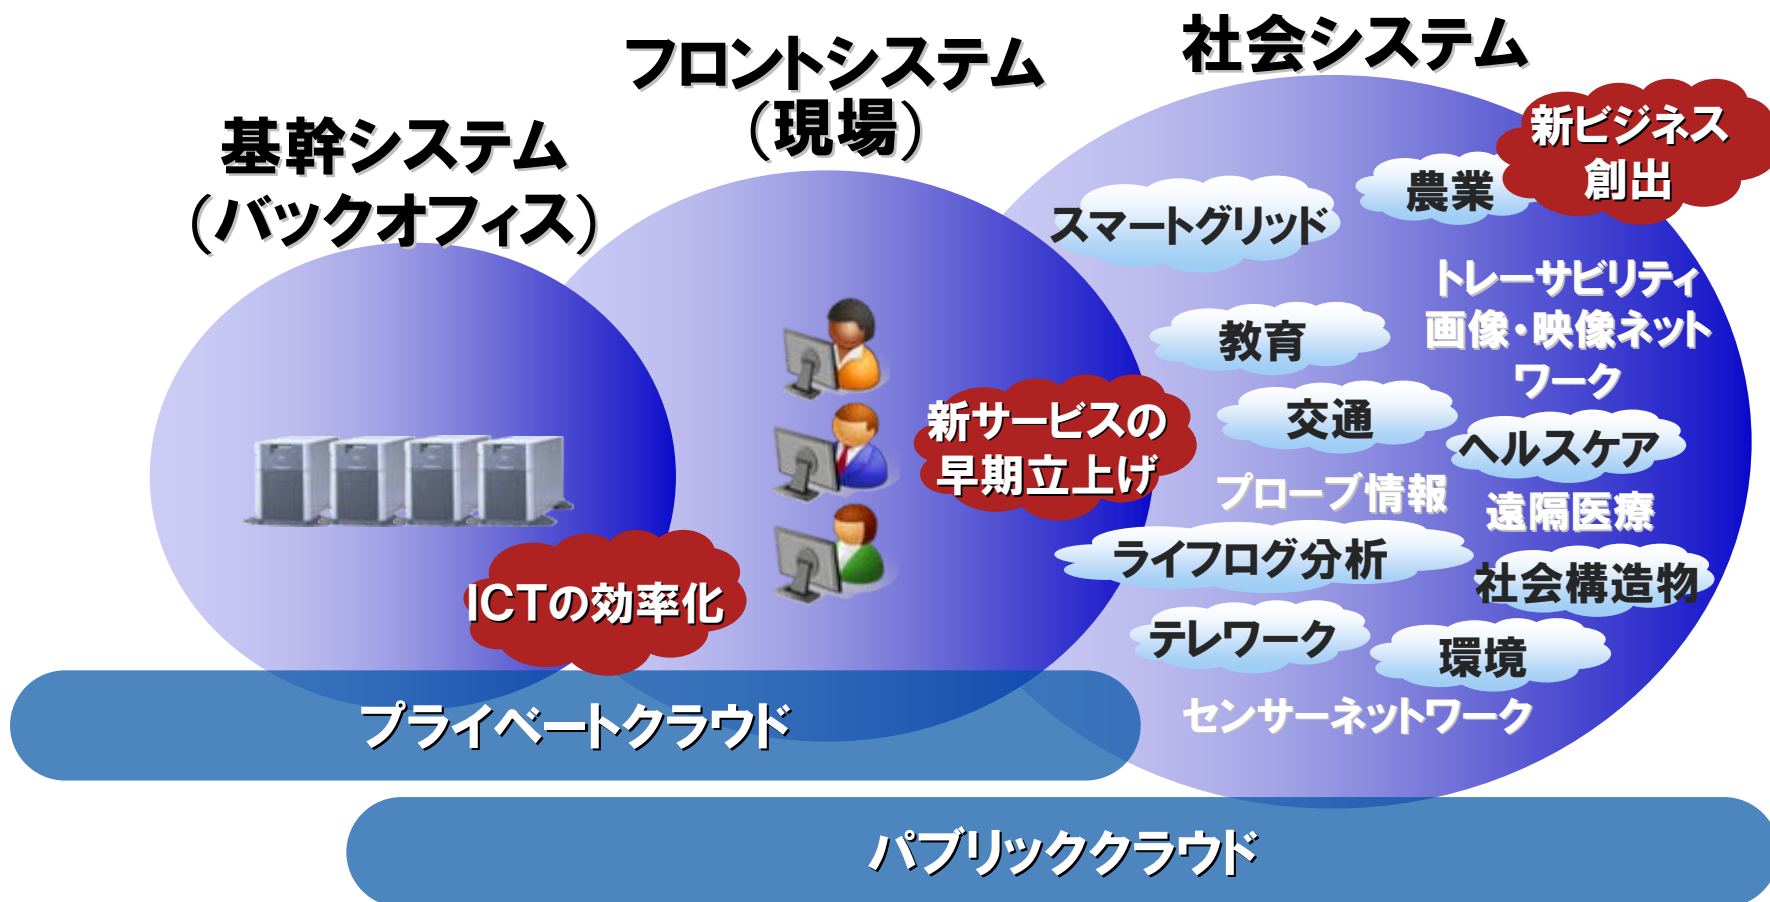 基幹システム
(バックオフィス)
フロントシステム
(現場)
社会システム
新ビジネス
創出
農業
スマートグリッド
トレーサビリティ
画像・映像ネット
ワーク
教育
交通
ヘルスケア
プローブ情報
遠隔医療
新サービスの
早期立上げ
ライフログ分析
社会構造物
テレワーク
環境
センサーネットワーク
ICTの効率化
プライベートクラウド
パブリッククラウド